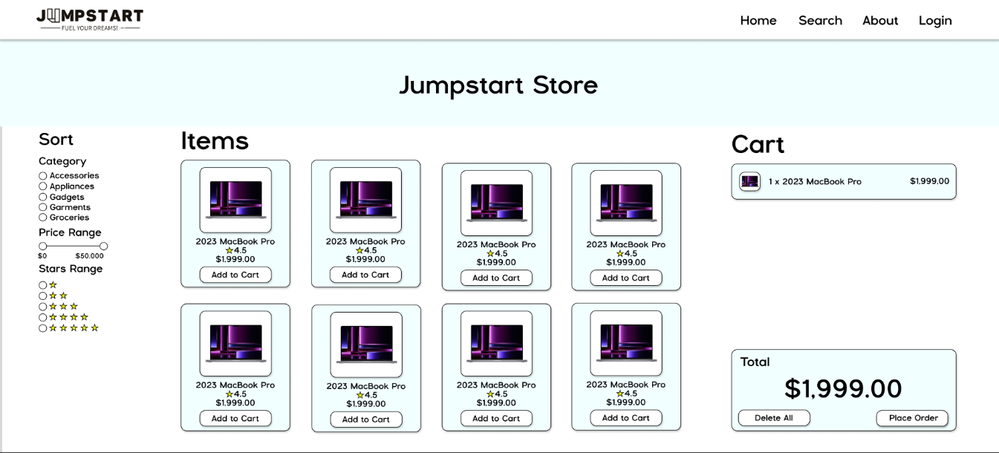 JUMPSTART
FUEL YOUR DREAMS!
Home Search About Login
Jumpstart Store
Sort
Category
Accessories
Appliances
Gadgets
Garments
Groceries
Price Range
$0 $50.000
Stars Range
Items
2023 MacBook Pro
4.5
$1,999.00
Add to Cart
2023 MacBook Pro
4.5
$1,999.00
Add to Cart
2023 MacBook Pro
4.5
$1,999.00
Add to Cart
2023 MacBook Pro
4.5
$1,999.00
Add to Cart
2023 MacBook Pro
4.5
$1,999.00
Add to Cart
2023 MacBook Pro
4.5
$1,999.00
Add to Cart
2023 MacBook Pro
4.5
$1,999.00
Add to Cart
2023 MacBook Pro
4.5
$1,999.00
Add to Cart
Cart
1 x 2023 MacBook Pro $1.999.00
Total
$1,999.00
Delete All Place Order